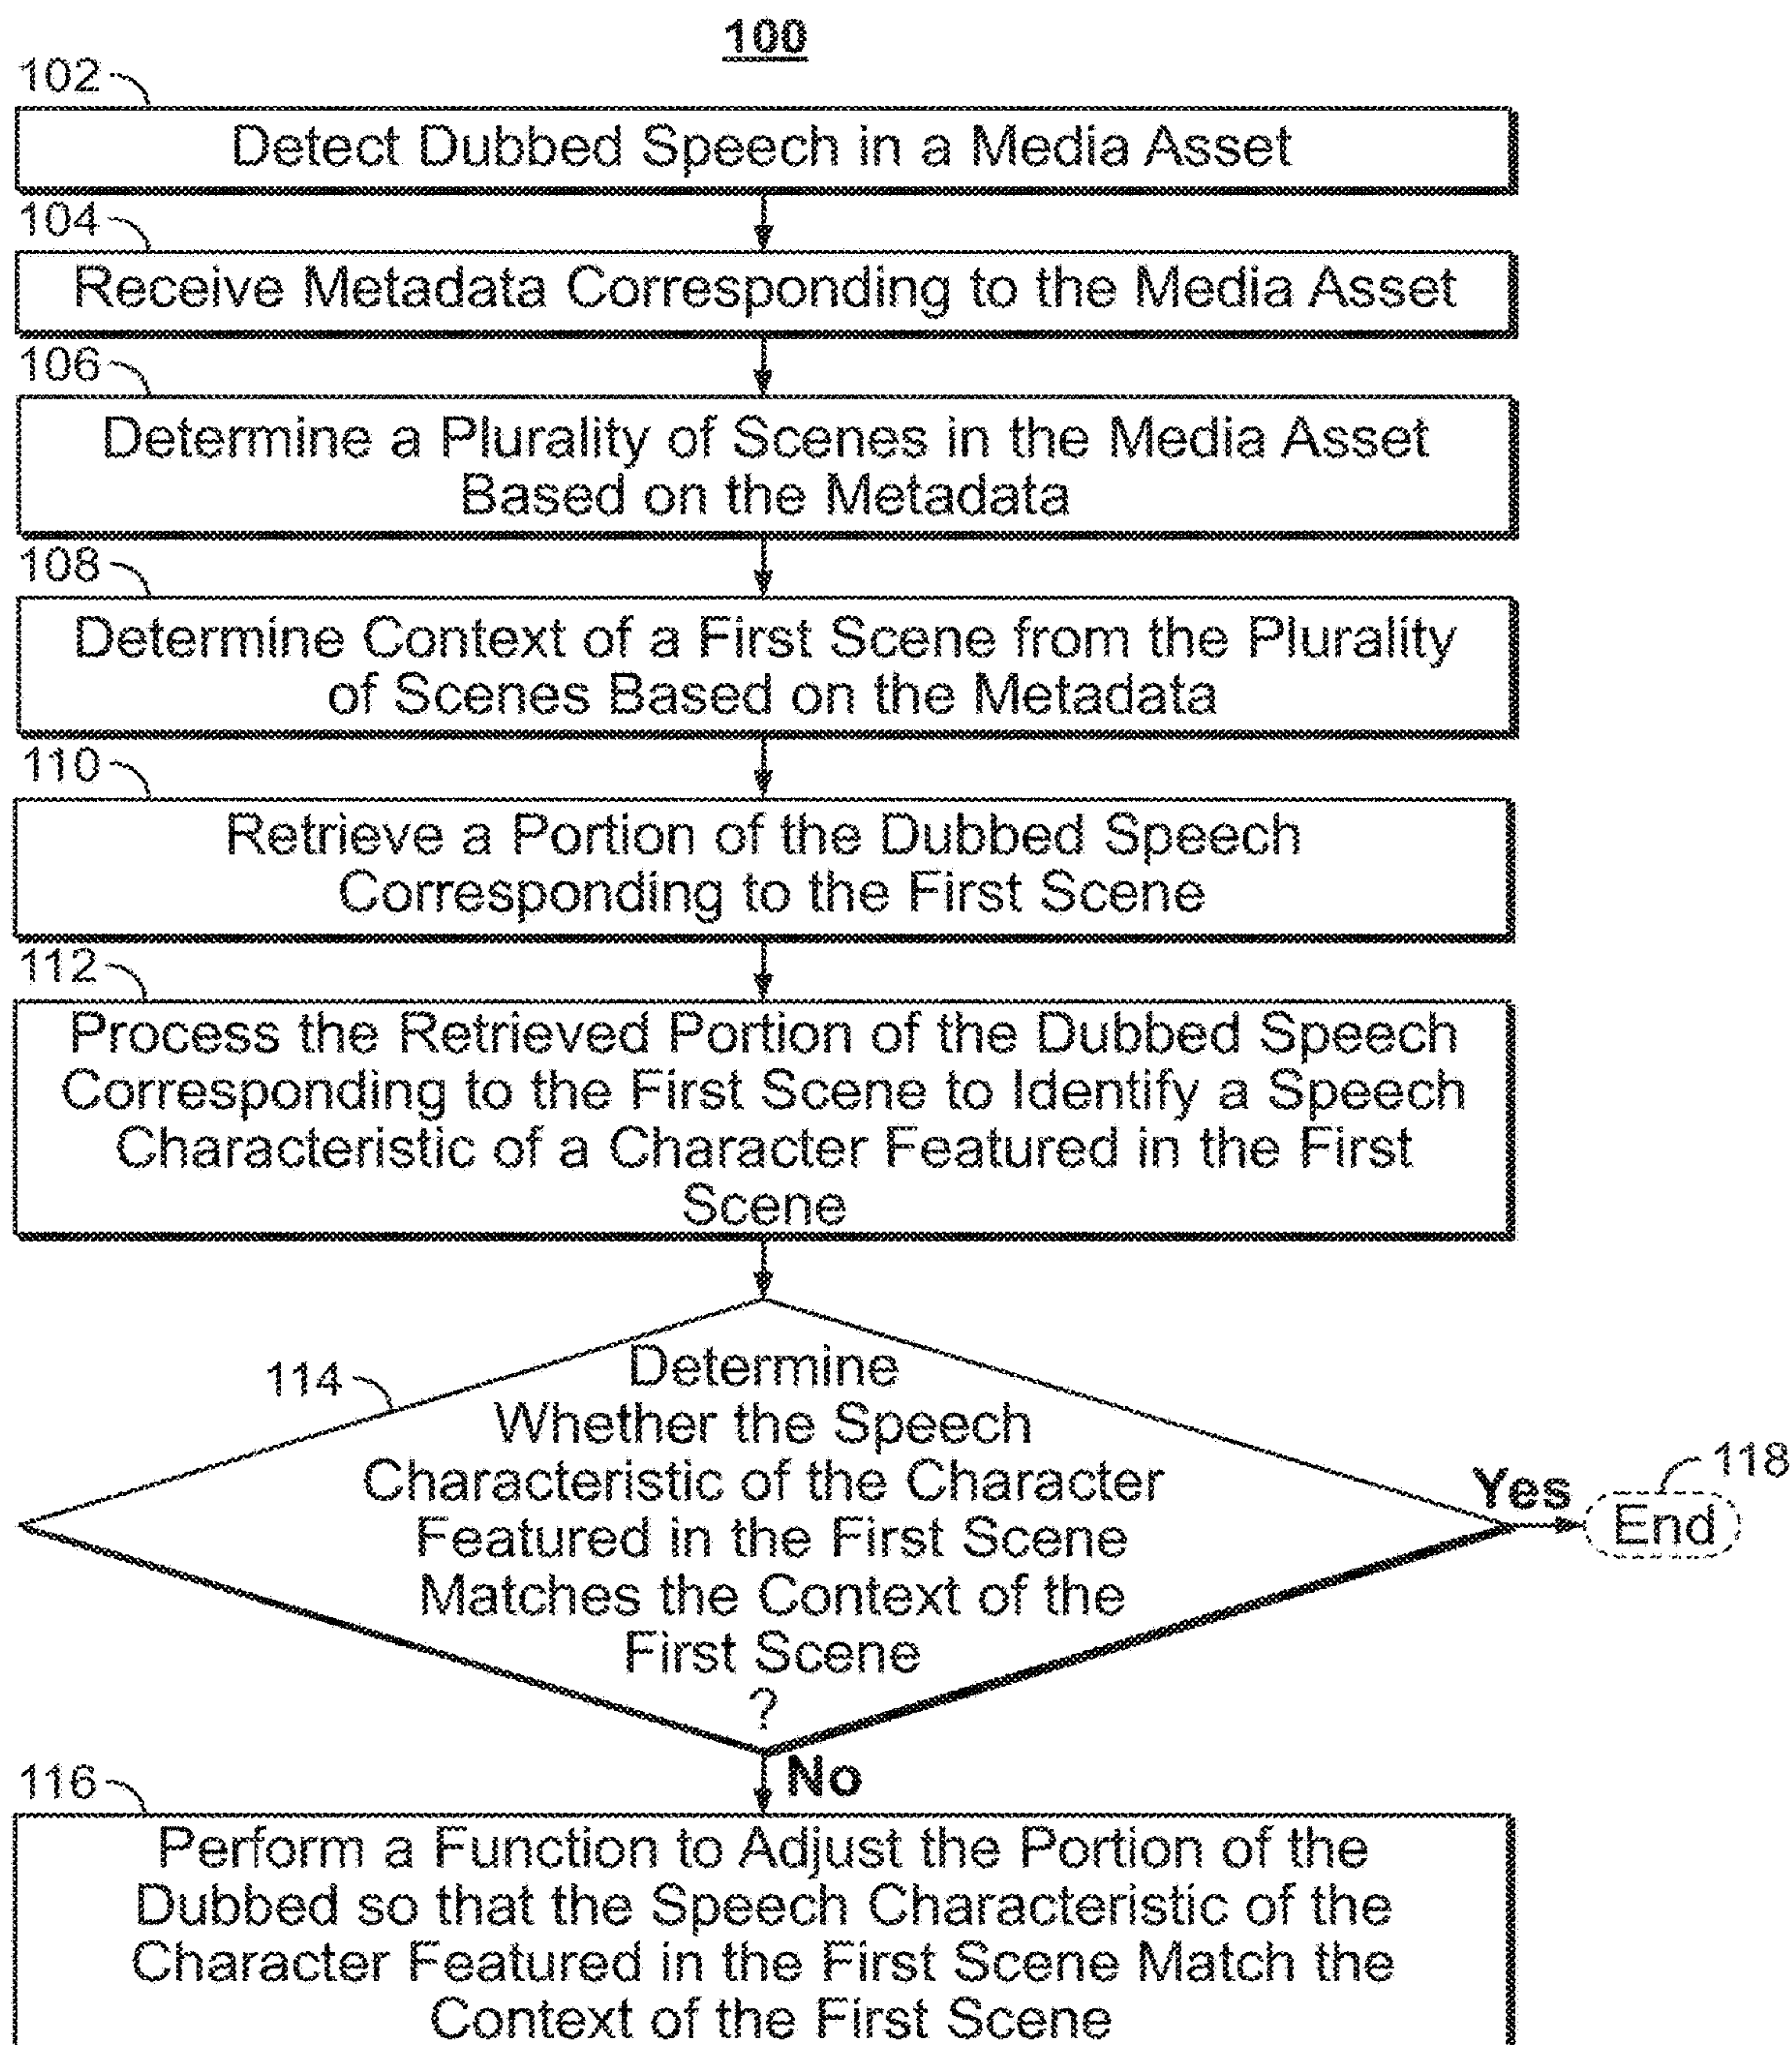 100
102
Detect Dubbed Speech in a Media Asset
104
Receive Metadata Corresponding to the Media Asset
106
Determine a Plurality of Scenes in the Media Asset
Based on the Metadata
108
Determine Context of a First Scene from the Plurality
of Scenes Based on the Metadata
110
Retrieve a Portion of the Dubbed Speech
Corresponding to the First Scene
112
Process the Retrieved Portion of the Dubbed Speech
Corresponding to the First Scene to Identify a Speech
Characteristic of a Character Featured in the First
Scene
114
Determine
Whether the Speech
Characteristic of the Character
Featured in the First Scene
Matches the Context of the
First Scene
?
Yes
118
End
No
116
Perform a Function to Adjust the Portion of the
Dubbed so that the Speech Characteristic of the
Character Featured in the First Scene Match the
Context of the First Scene